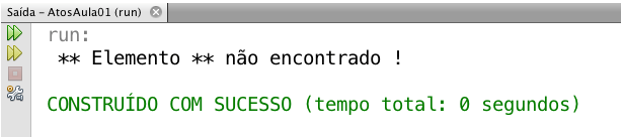 Saída - AtosAula01 (run)
run:
** Elemento ** não encontrado !
CONSTRUÍDO COM SUCESSO (tempo total: 0 segundos)